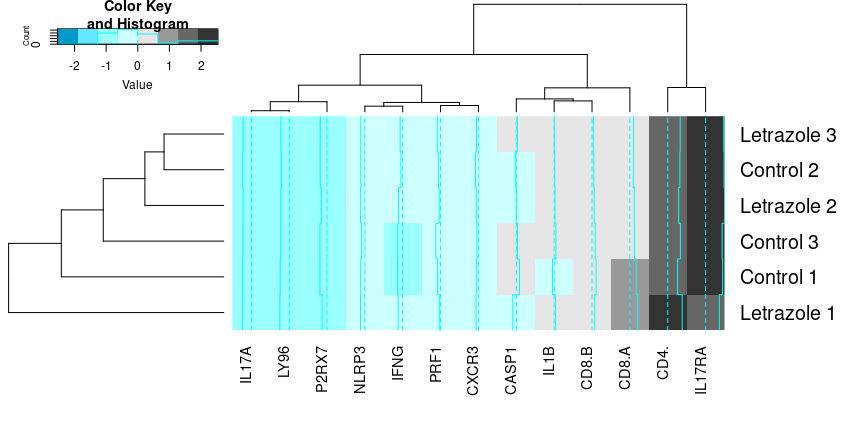 Color Key
and Histogram
Count
0
-2 -1 0 1 2
Value
Letrazole 3
Control 2
Letrazole 2
Control 3
Control 1
Letrazole 1
IL17A LY96 P2RX7 NLRP3 IFNG PRF1 CXCR3 CASP1 IL1B CD8.B CD8.A CD4. IL17RA